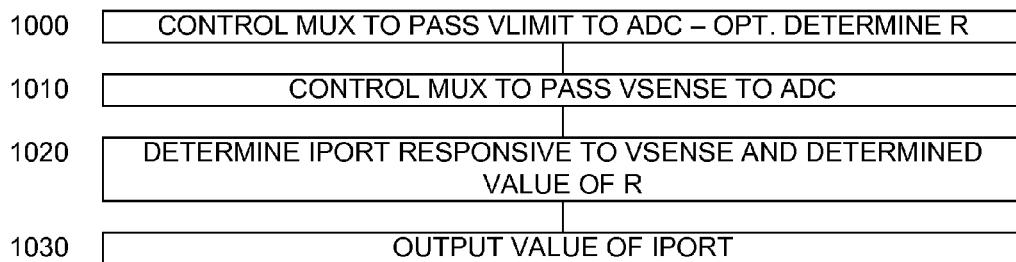 1000 CONTROL MUX TO PASS VLIMIT TO ADC – OPT. DETERMINE R
1010 CONTROL MUX TO PASS VSENSE TO ADC
1020 DETERMINE IPORT RESPONSIVE TO VSENSE AND DETERMINED
VALUE OF R
1030 OUTPUT VALUE OF IPORT